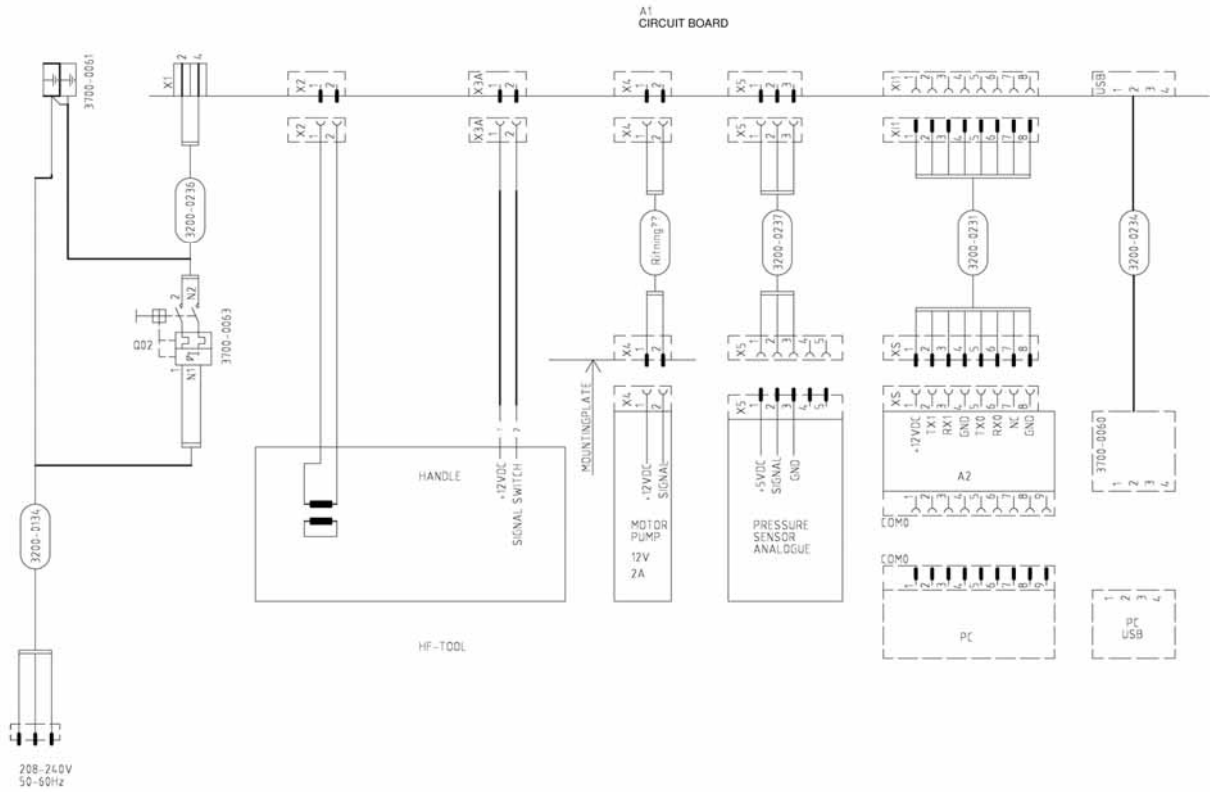 A1
CIRCUIT BOARD
3700-0061
X1
2
4
X2
1
2
X3A
1
2
X4
1
2
X5
1
2
3
XI1
1
2
3
4
5
6
7
8
USB
1
2
3
4
X2
1
2
X3A
1
2
X4
1
2
X5
1
2
3
XI1
1
2
3
4
5
6
7
8
3200-0236
Ritning??
3200-0237
3200-0231
3200-0234
2
N2
Q02
3700-0063
1
N1
X4
1
2
X5
1
2
3
4
5
XS
1
2
3
4
5
6
7
8
MOUNTINGPLATE
X4
1
2
X5
1
2
3
4
5
XS
1
2
3
4
5
6
7
8
3700-0060
1
2
3
4
HANDLE
+12VDC
SIGNAL SWITCH
+12VDC
SIGNAL
+5VDC
SIGNAL
GND
+12VDC
TX1
RX1
GND
TX0
RX0
NC
GND
A2
COM0
1
2
3
4
5
6
7
8
9
3200-0134
MOTOR
PUMP
12V
2A
PRESSURE
SENSOR
ANALOGUE
COM0
1
2
3
4
5
6
7
8
9
PC
1
2
3
4
PC
USB
HF-TOOL
208-240V
50-60Hz